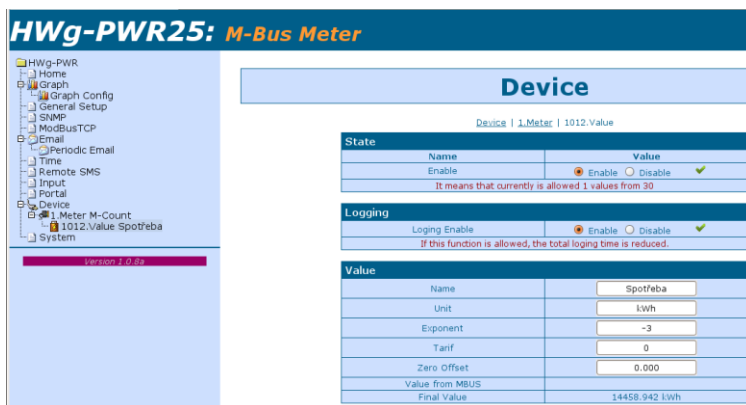 HWg-PWR25: M-Bus Meter
HWg-PWR
Home
Graph
Graph Config
General Setup
SNMP
ModBusTCP
Email
Periodic Email
Time
Remote SMS
Input
Portal
Device
1.Meter M-Count
1012.Value Spotřeba
System
Version 1.0.8a
Device
Device | 1.Meter | 1012.Value
State
Name Value
Enable Enable Disable
It means that currently is allowed 1 values from 30
Logging
Loging Enable Enable Disable
If this function is allowed, the total loging time is reduced.
Value
Name Spotřeba
Unit kWh
Exponent -3
Tarif 0
Zero Offset 0.000
Value from MBUS
Final Value 14458.942 kWh